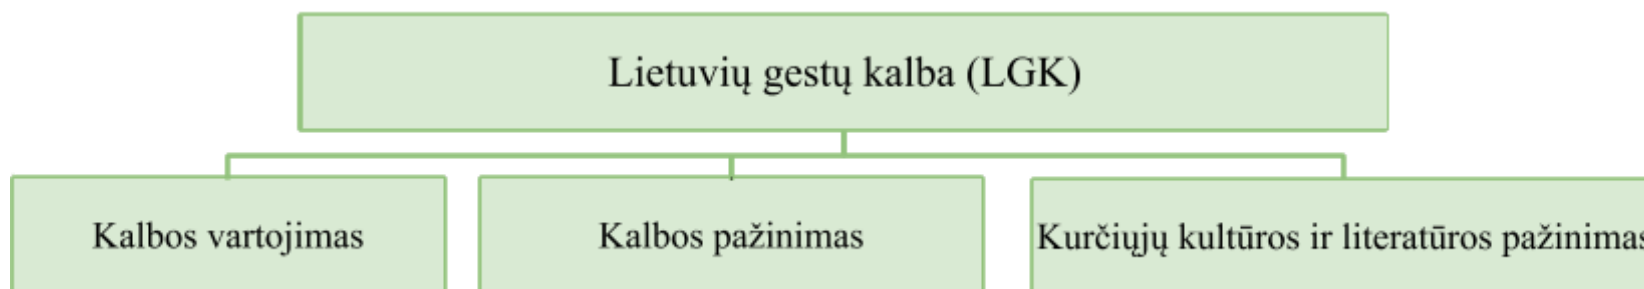 Lietuvių gestų kalba (LGK)
Kalbos vartojimas
Kalbos pažinimas
Kurčiųjų kultūros ir literatūros pažinimas